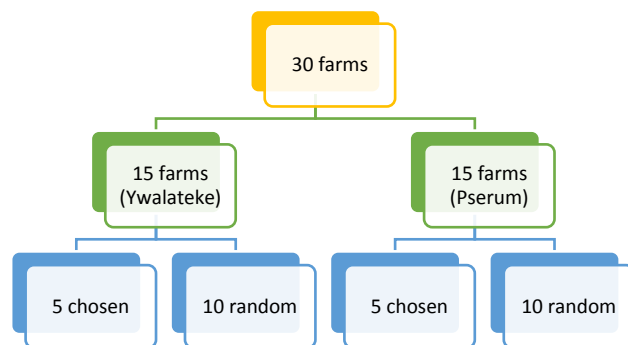 30 farms
15 farms
(Ywalateke)
15 farms
(Pserum)
5 chosen
10 random
5 chosen
10 random